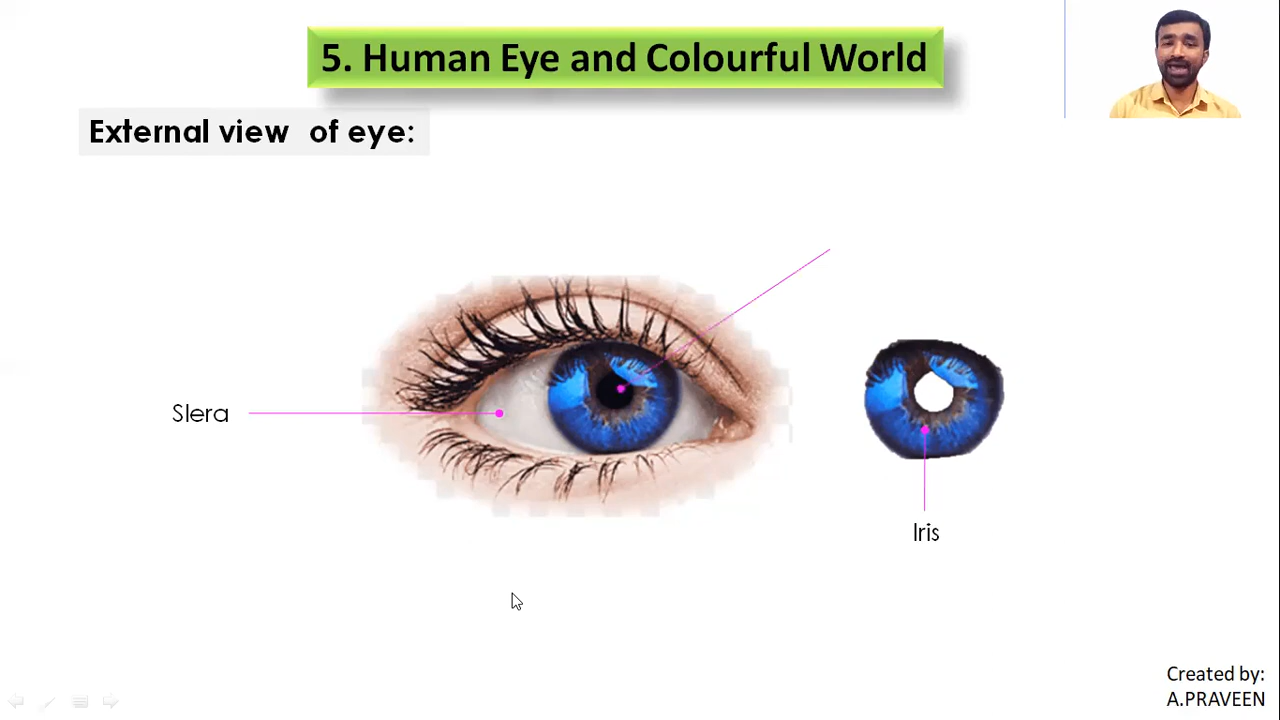 5. Human Eye and Colourful World
External view of eye:
Slera
Iris
Created by:
A.PRAVEEN